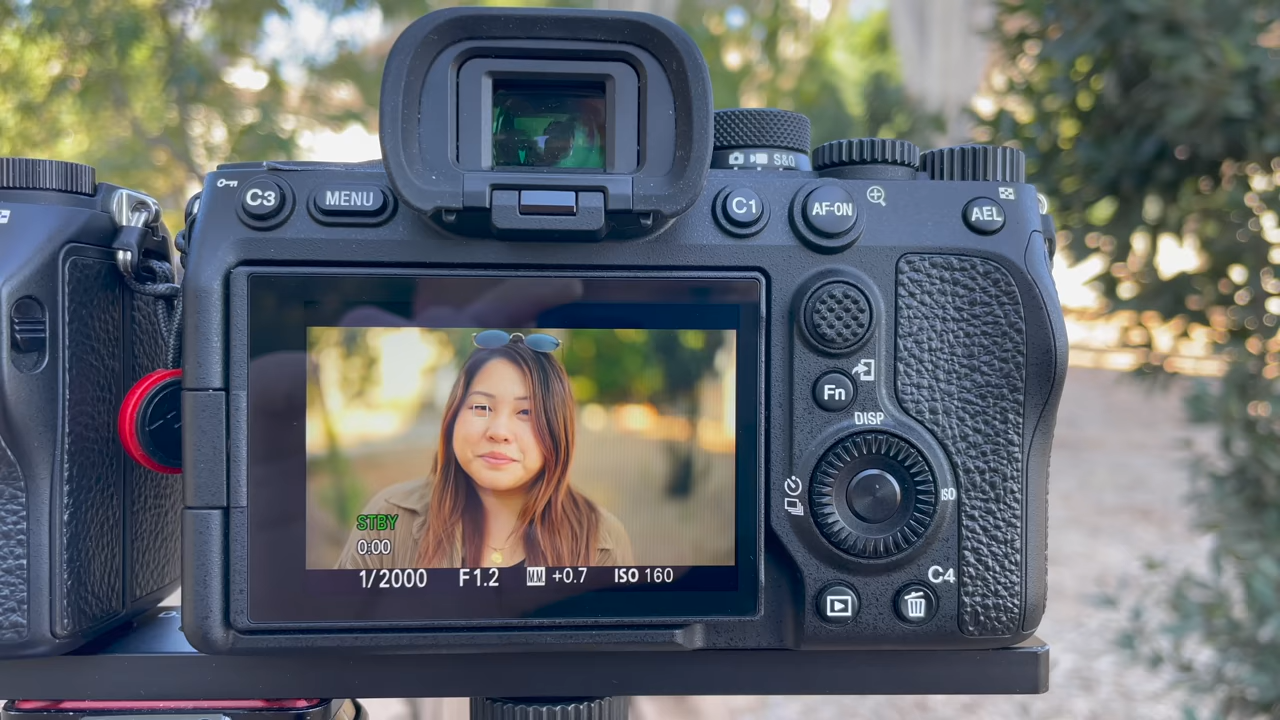 S&Q
C3
MENU
C1
AF-ON
AEL
Fn
DISP
ISO
STBY
0:00
1/2000 F1.2 M.M. +0.7 ISO 160
C4